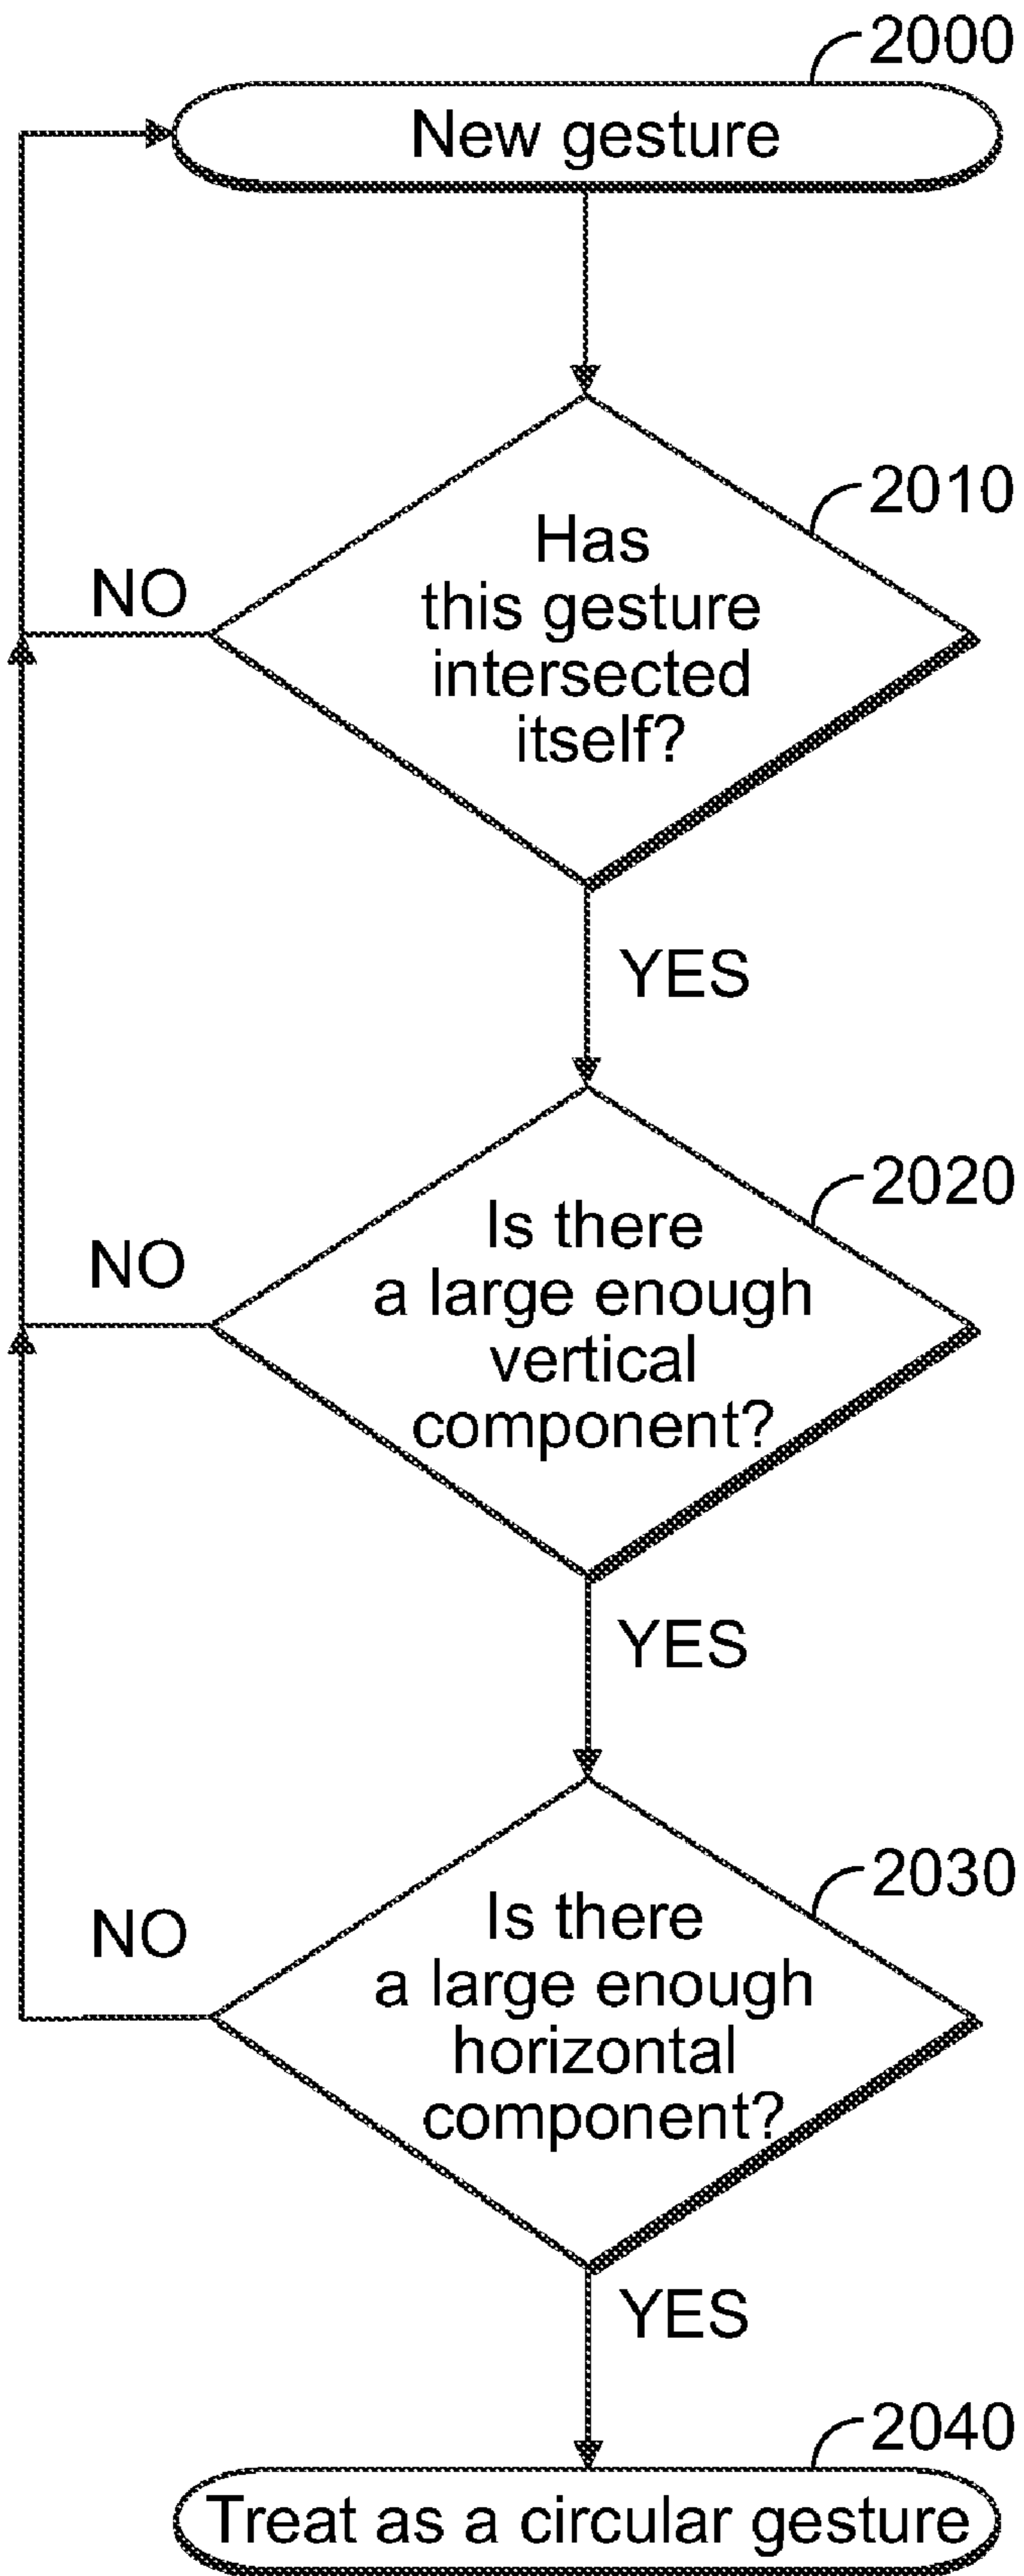 2000
New gesture
2010
Has
this gesture
intersected
itself?
NO
YES
2020
Is there
a large enough
vertical
component?
NO
YES
2030
Is there
a large enough
horizontal
component?
NO
YES
2040
Treat as a circular gesture